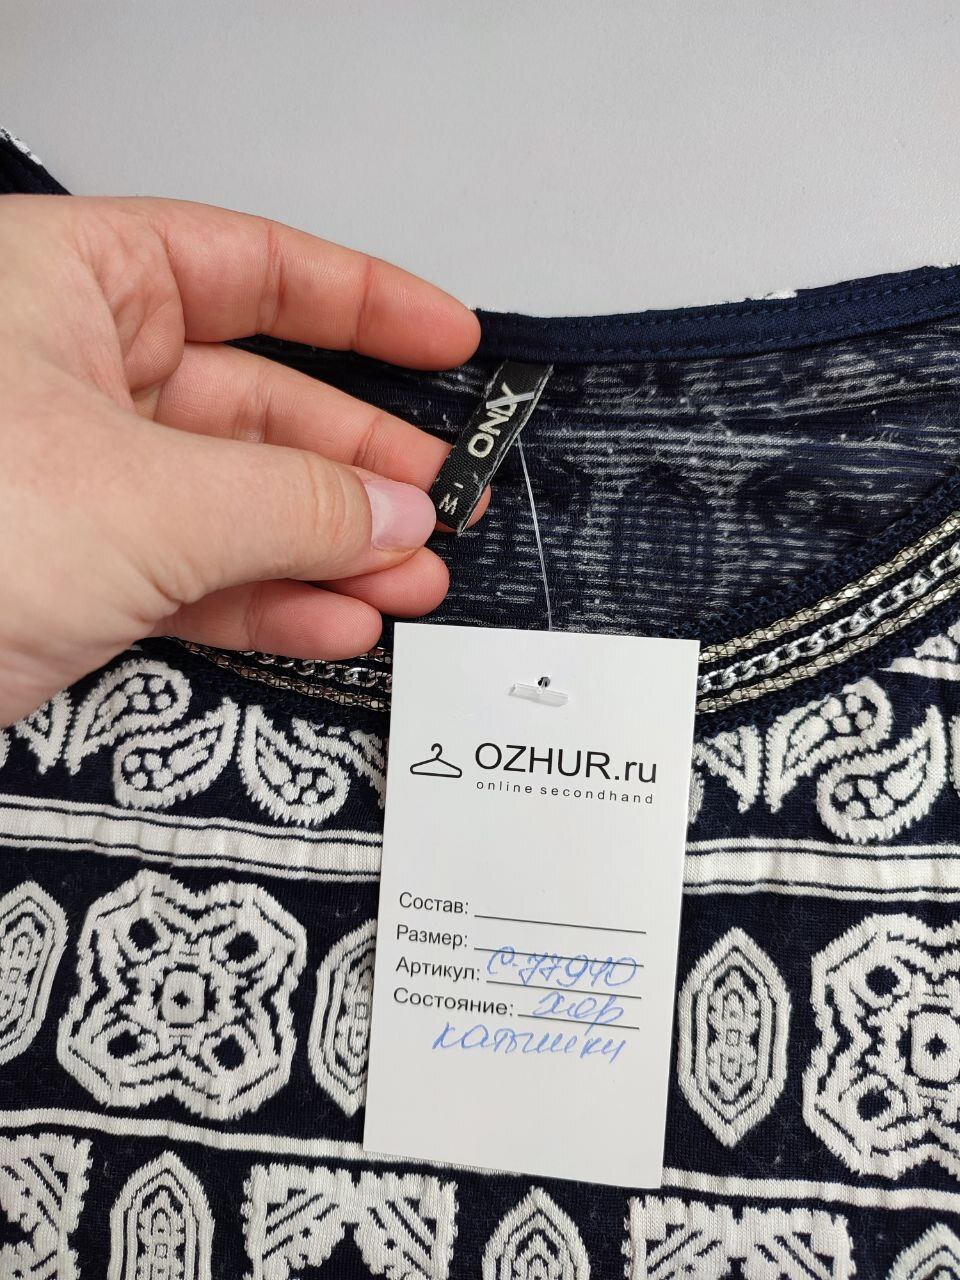 ONLY
M
OZHUR.ru
online secondhand
Состав:
Размер:
Артикул: С-77940
Состояние: хор
катышки